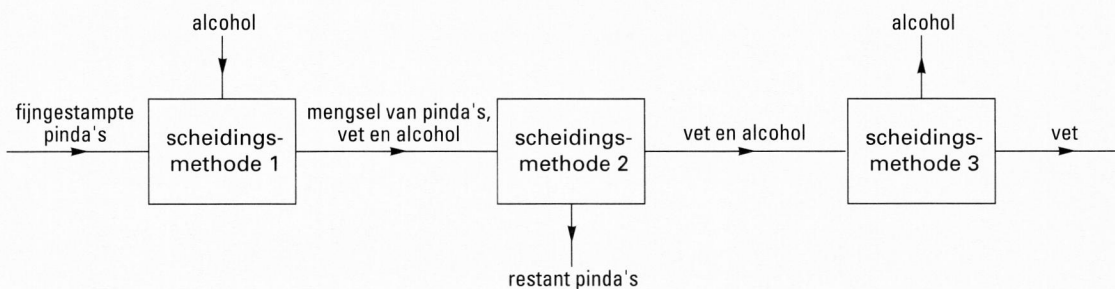 alcohol
alcohol
fijngestampte
pinda's
scheidings-
methode 1
mengsel van pinda's,
vet en alcohol
scheidings-
methode 2
vet en alcohol
scheidings-
methode 3
vet
restant pinda's